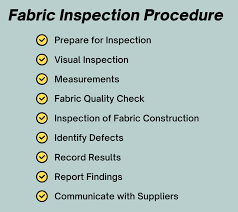 Fabric Inspection Procedure
Prepare for Inspection
Visual Inspection
Measurements
Fabric Quality Check
Inspection of Fabric Construction
Identify Defects
Record Results
Report Findings
Communicate with Suppliers